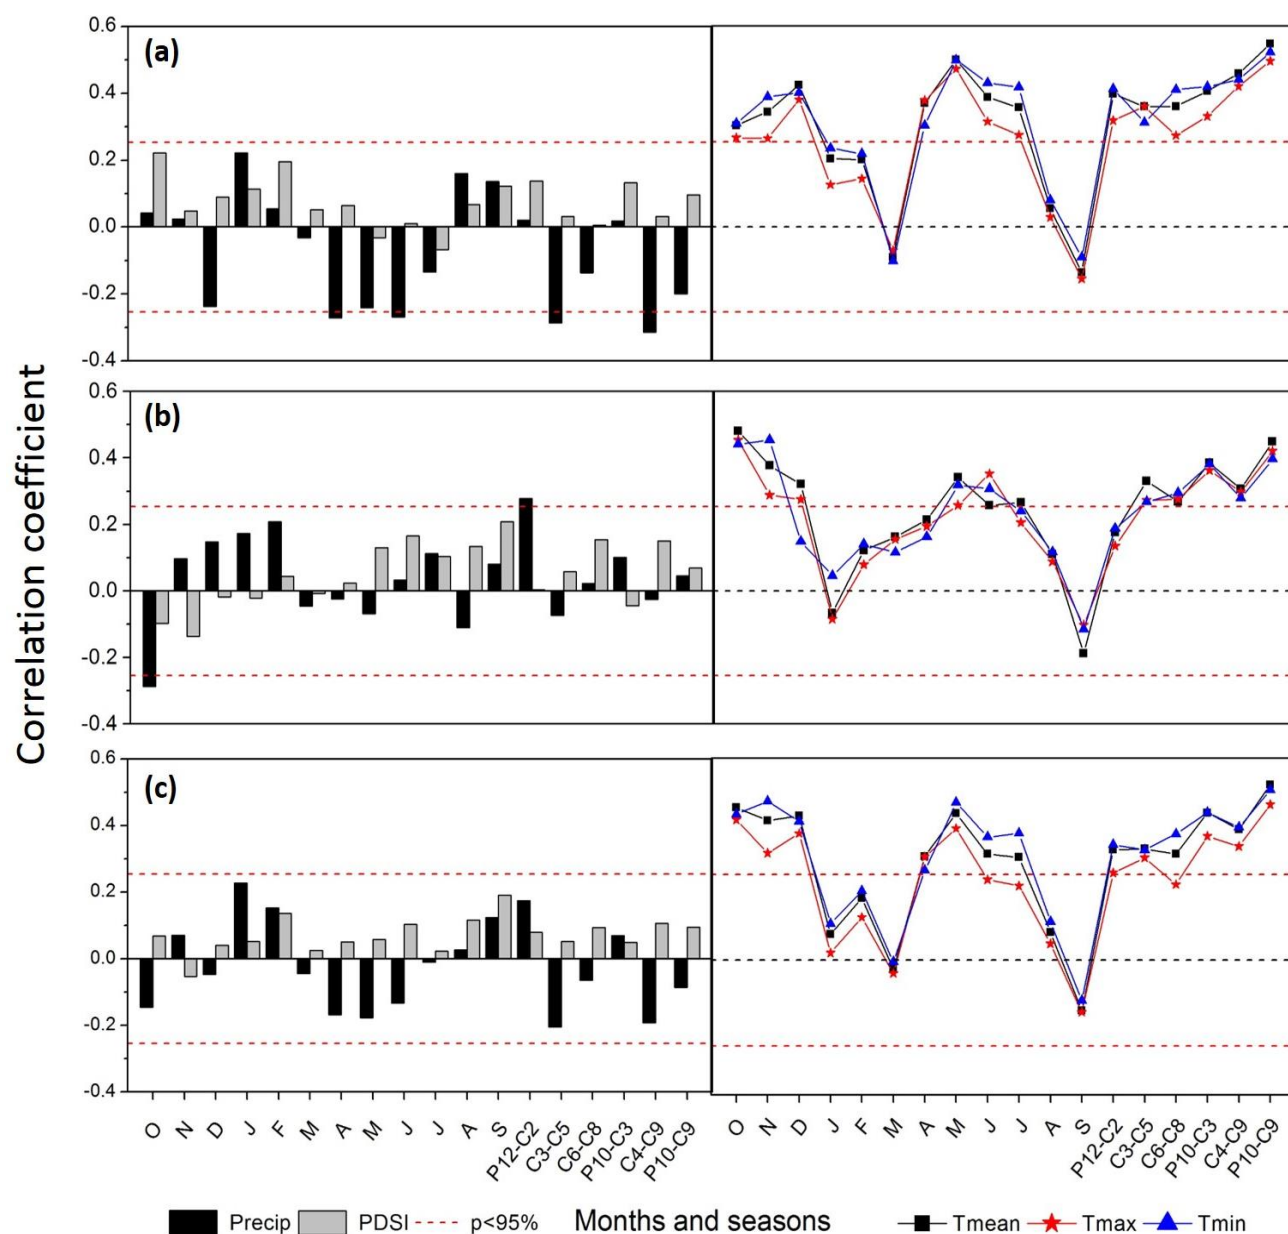 Correlation coefficient
(a)
0.6
0.4
0.2
0.0
-0.2
-0.4
(b)
0.6
0.4
0.2
0.0
-0.2
-0.4
(c)
0.6
0.4
0.2
0.0
-0.2
-0.4
O N D J F M A M J J A S P12-C2 C3-C5 C6-C8 P10-C3 C4-C9 P10-C9
O N D J F M A M J J A S P12-C2 C3-C5 C6-C8 P10-C3 C4-C9 P10-C9
Precip PDSI p<95% Months and seasons Tmean Tmax Tmin